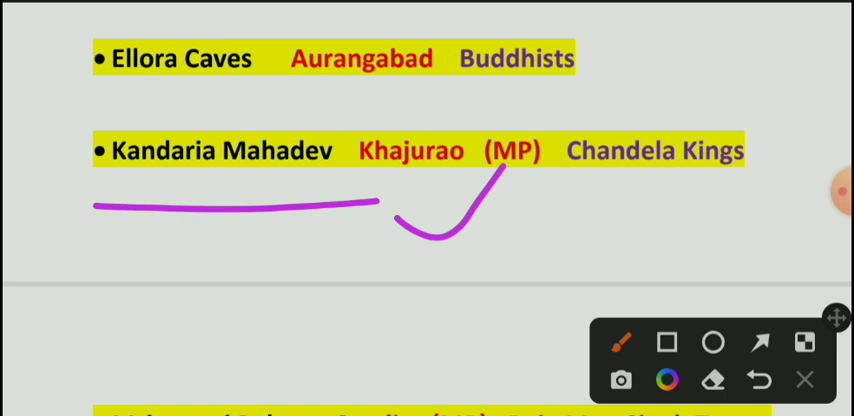 • Ellora Caves Aurangabad Buddhists
• Kandaria Mahadev Khajurao (MP) Chandela Kings